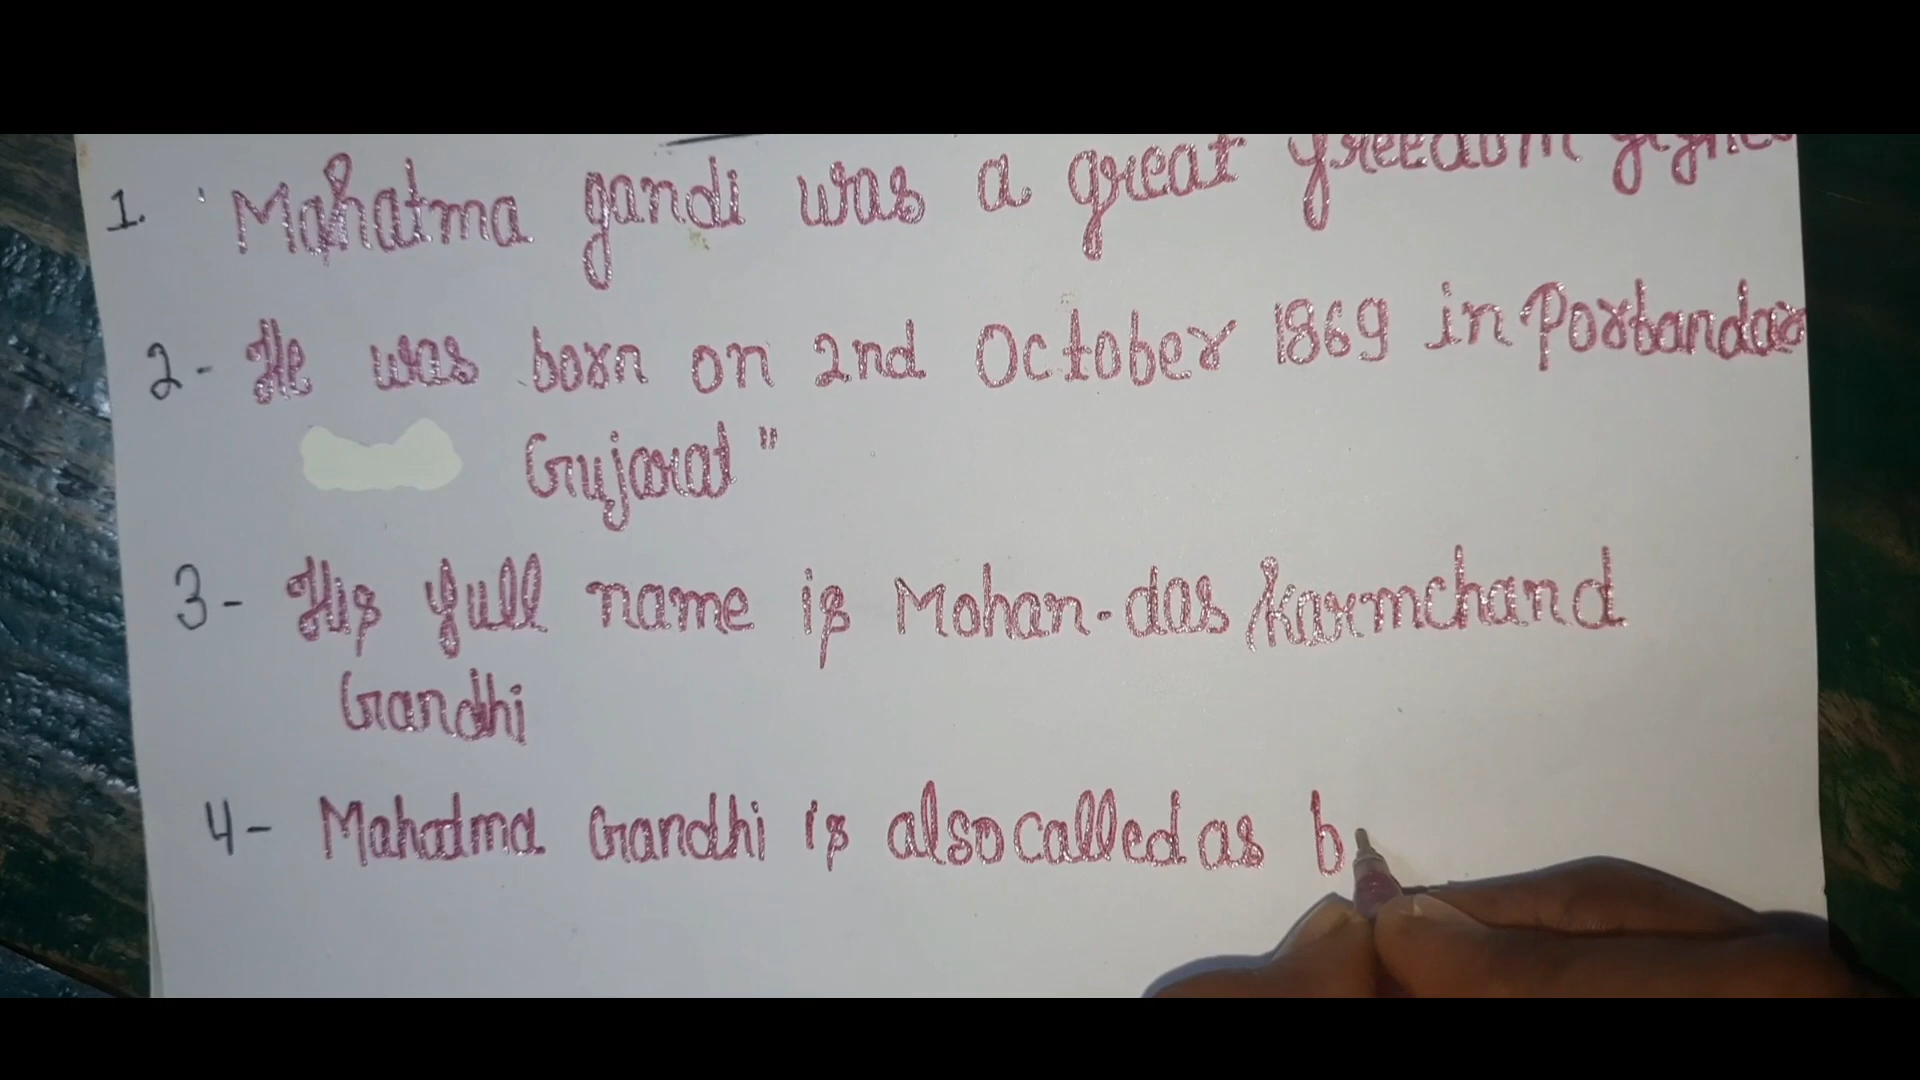 1. Mahatma gandi was a great freedom
2- He was born on 2nd October 1869 in Porbandar
Gujarat"
3- His full name is Mohan-das Karmchand
Gandhi
4- Mahatma Gandhi is also called as b